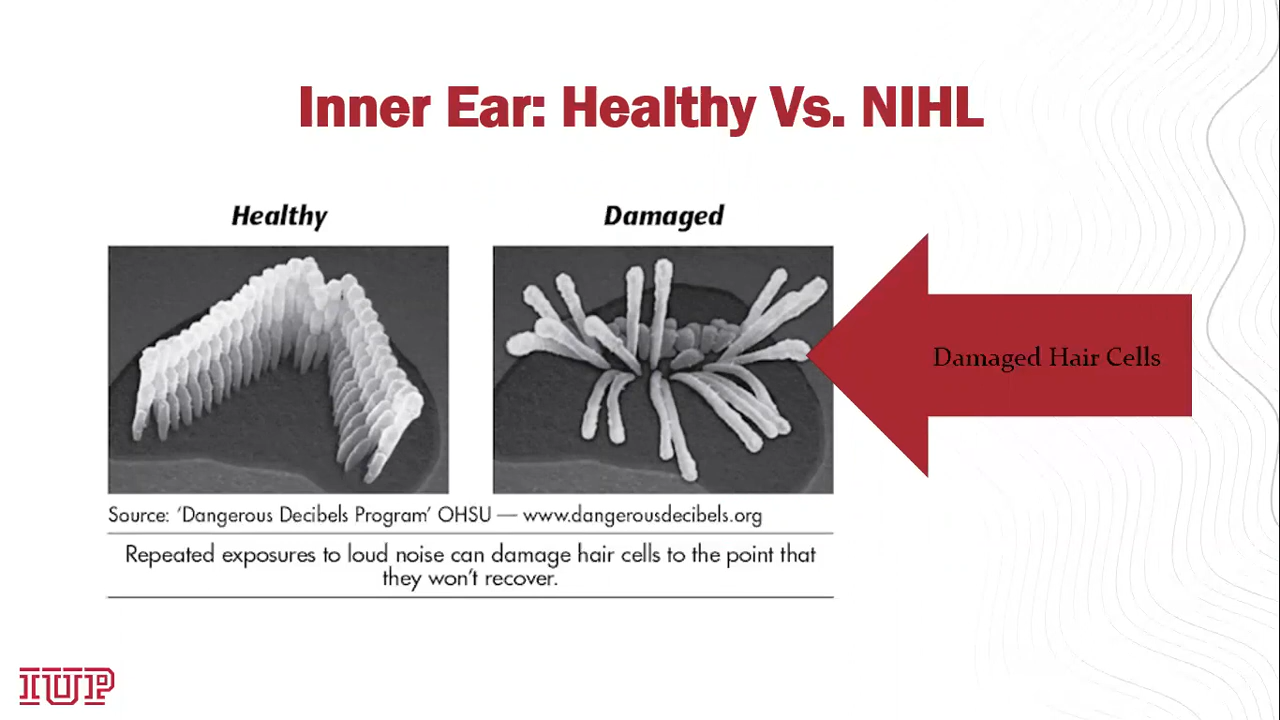 Inner Ear: Healthy Vs. NIHL
Healthy
Damaged
Damaged Hair Cells
Source: 'Dangerous Decibels Program' OHSU — www.dangerousdecibels.org
Repeated exposures to loud noise can damage hair cells to the point that
they won't recover.
IUP